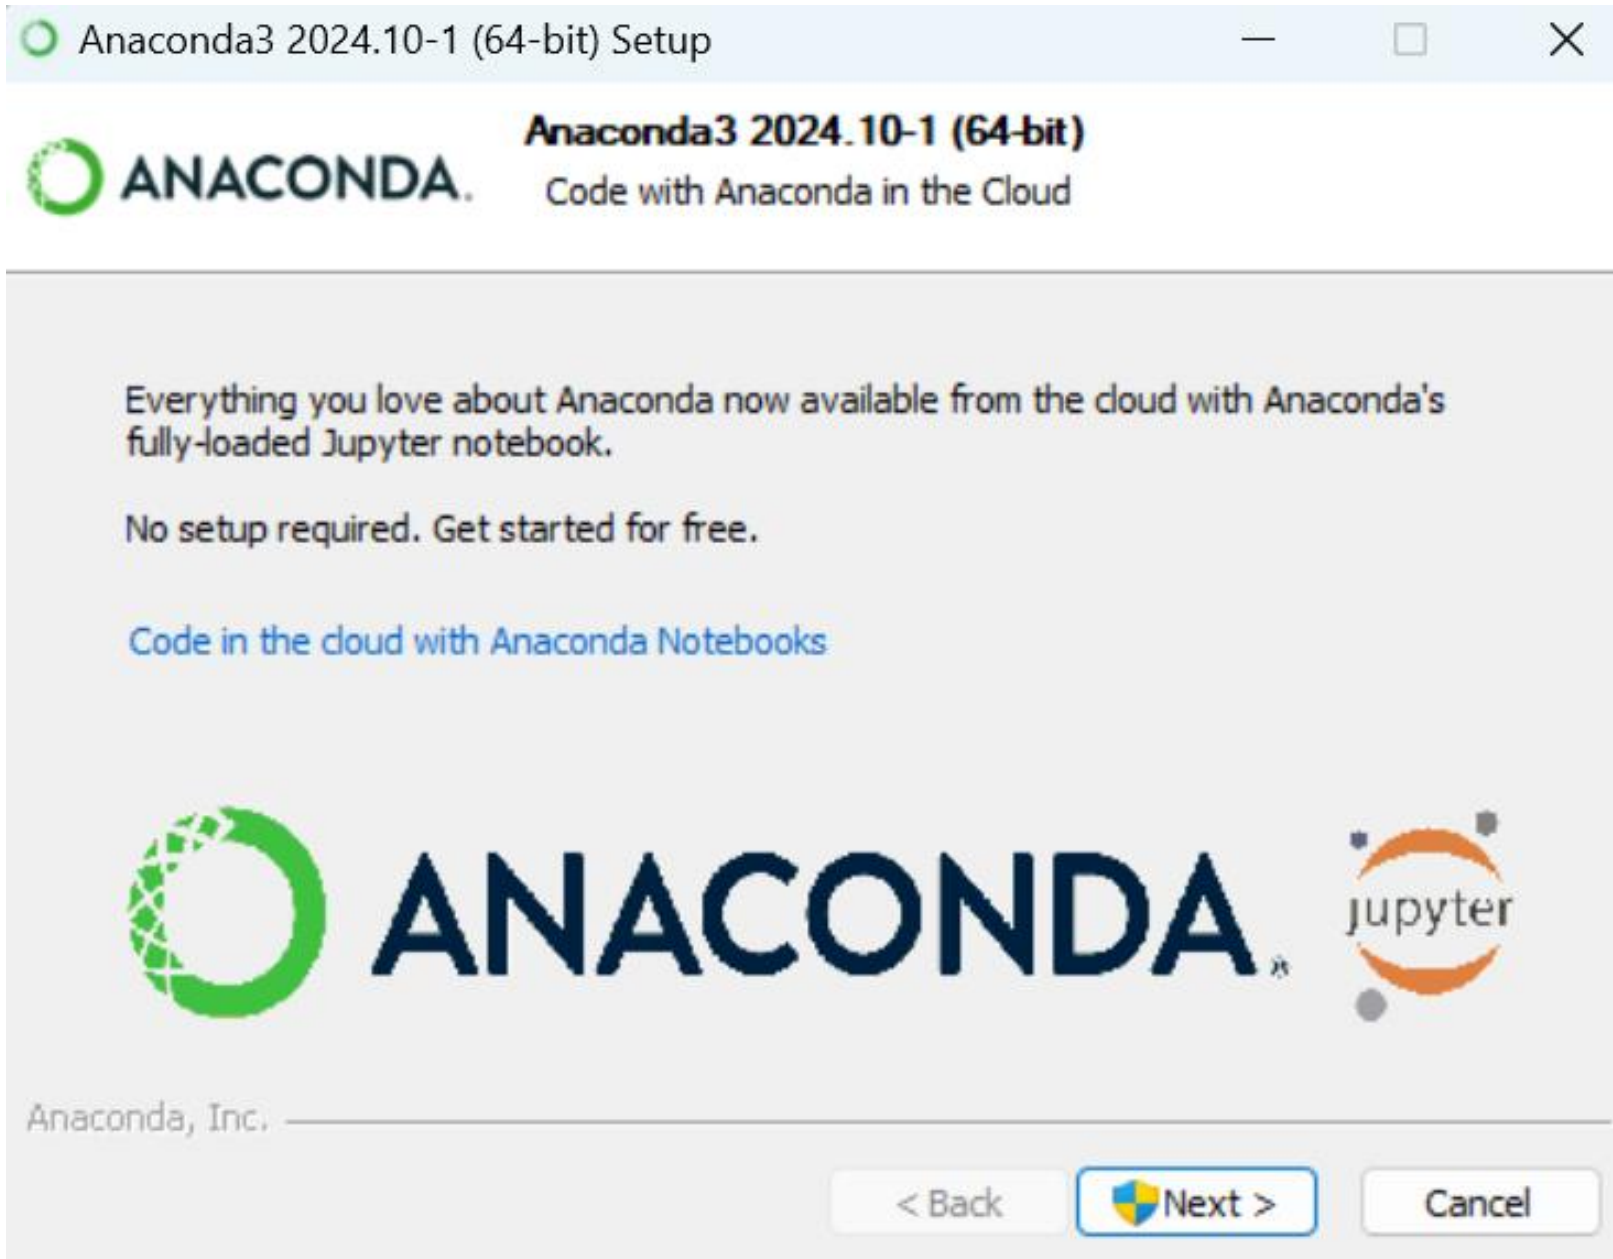 Anaconda3 2024.10-1 (64-bit) Setup
ANACONDA.
Anaconda3 2024.10-1 (64-bit)
Code with Anaconda in the Cloud
Everything you love about Anaconda now available from the cloud with Anaconda's
fully-loaded Jupyter notebook.
No setup required. Get started for free.
Code in the cloud with Anaconda Notebooks
ANACONDA.®
jupyter
Anaconda, Inc.
< Back
Next >
Cancel